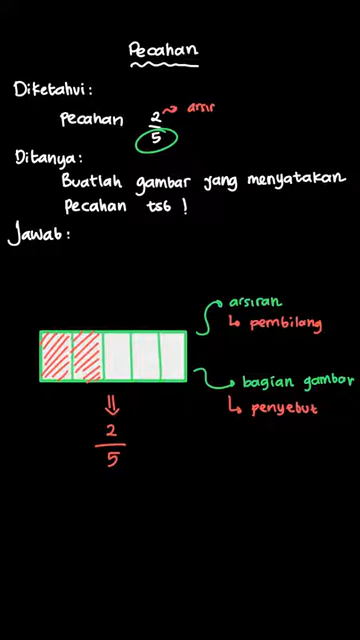 Pecahan
Diketahui:
Pecahan 2/5 arsir
Ditanya:
Buatlah gambar yang menyatakan
pecahan tsb !
Jawab:
arsiran
pembilang
bagian gambar
penyebut
2
5